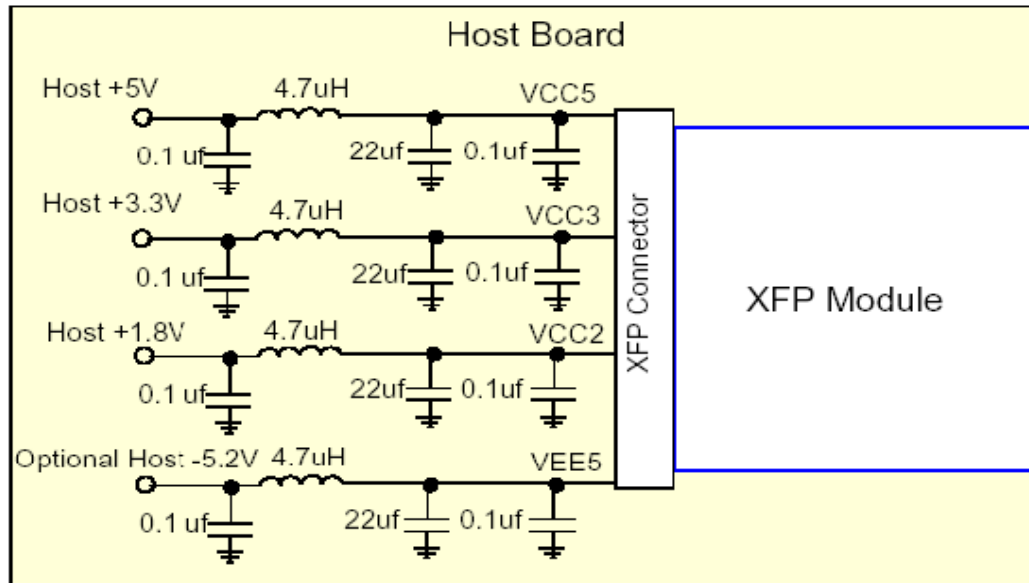 Host Board
Host +5V
4.7uH
VCC5
0.1 uf
22uf
0.1uf
Host +3.3V
4.7uH
VCC3
0.1 uf
22uf
0.1uf
Host +1.8V
4.7uH
VCC2
0.1 uf
22uf
0.1uf
Optional Host -5.2V
4.7uH
VEE5
0.1 uf
22uf
0.1uf
XFP Connector
XFP Module